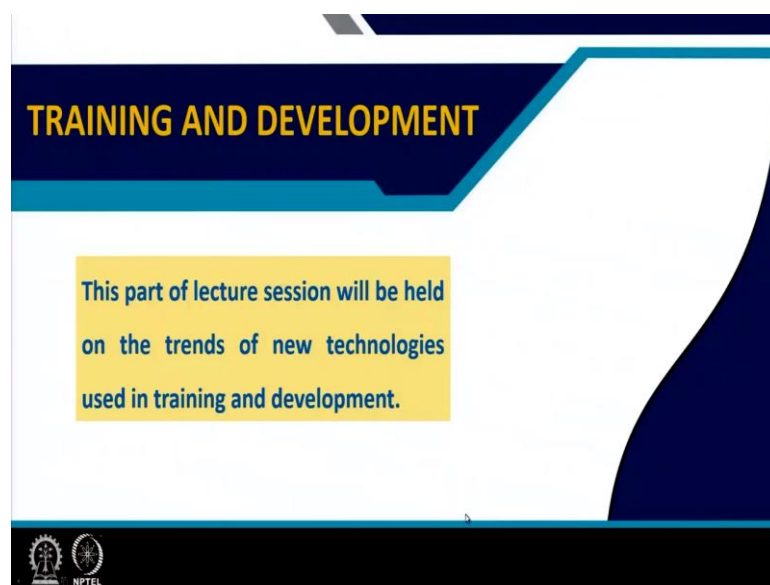 TRAINING AND DEVELOPMENT
This part of lecture session will be held
on the trends of new technologies
used in training and development.
NPTEL